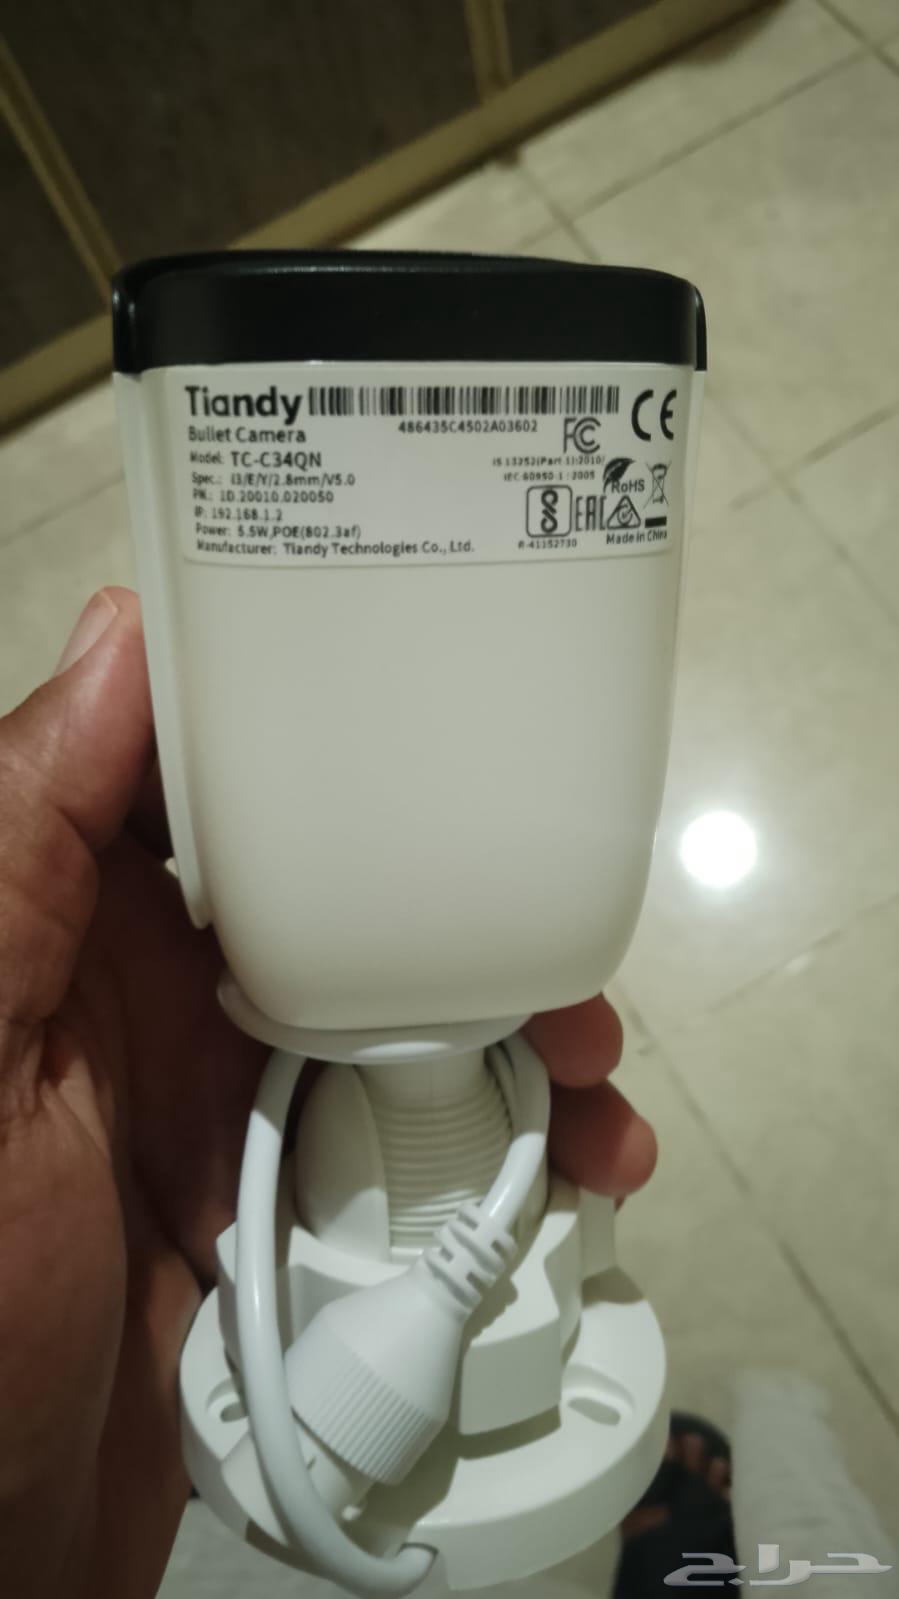 Tiandy
486435C4502A03602
Bullet Camera
Model: TC-C34QN
Spec.: I3/E/Y/2.8mm/V5.0
PN.: 10.20010.020050
IP: 192.168.1.2
Power: 5.5W,POE(802.3af)
Manufacturer: Tiandy Technologies Co., Ltd.
CE
FC
IS 13252(Part 1):2010/
IEC 60950-1 : 2005
RoHS
EAC
R-41152730
Made in China
حراج